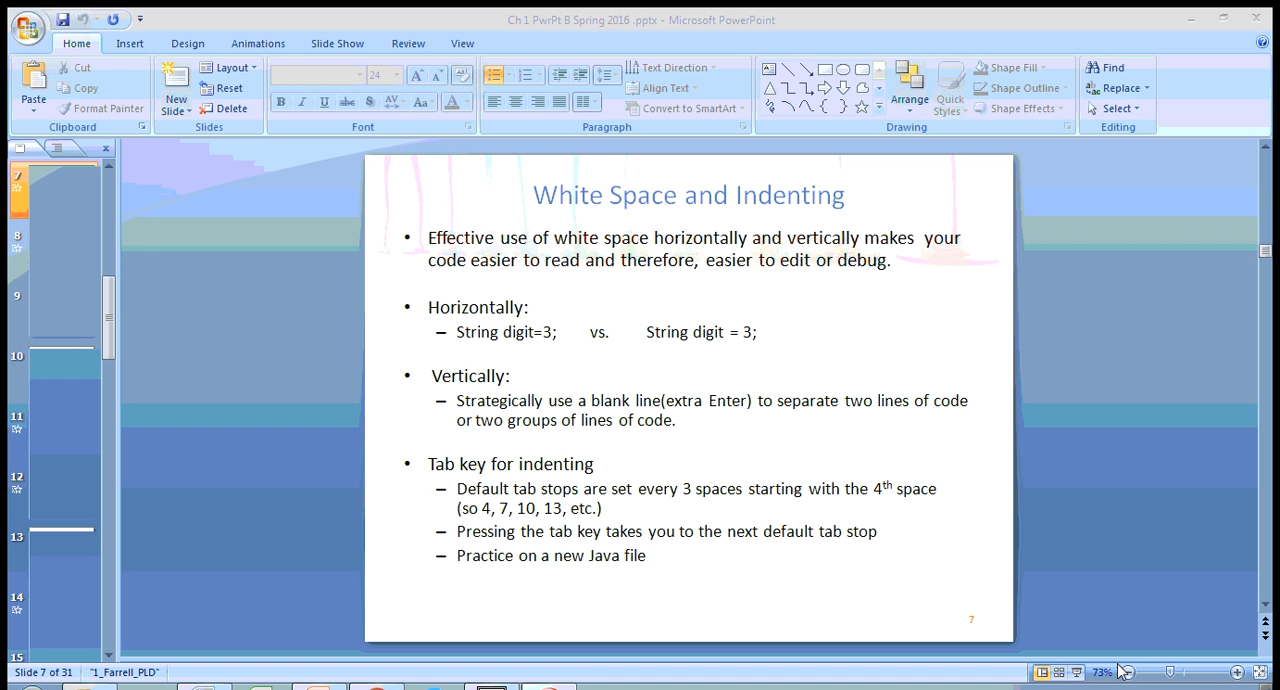 Ch 1 PwrPt B Spring 2016 .pptx - Microsoft PowerPoint
Home Insert Design Animations Slide Show Review View
Paste Cut Copy Format Painter
New Slide Layout Reset Delete
24
B I U abc S AV Aa A
Text Direction Align Text Convert to SmartArt
Arrange Quick Styles Shape Fill Shape Outline Shape Effects
Find Replace Select
Clipboard Slides Font Paragraph Drawing Editing
7
8
9
10
11
12
13
14
15
White Space and Indenting
• Effective use of white space horizontally and vertically makes your
code easier to read and therefore, easier to edit or debug.
• Horizontally:
– String digit=3; vs. String digit = 3;
• Vertically:
– Strategically use a blank line(extra Enter) to separate two lines of code
or two groups of lines of code.
• Tab key for indenting
– Default tab stops are set every 3 spaces starting with the 4th space
(so 4, 7, 10, 13, etc.)
– Pressing the tab key takes you to the next default tab stop
– Practice on a new Java file
7
Slide 7 of 31 "1_Farrell_PLD" 73%